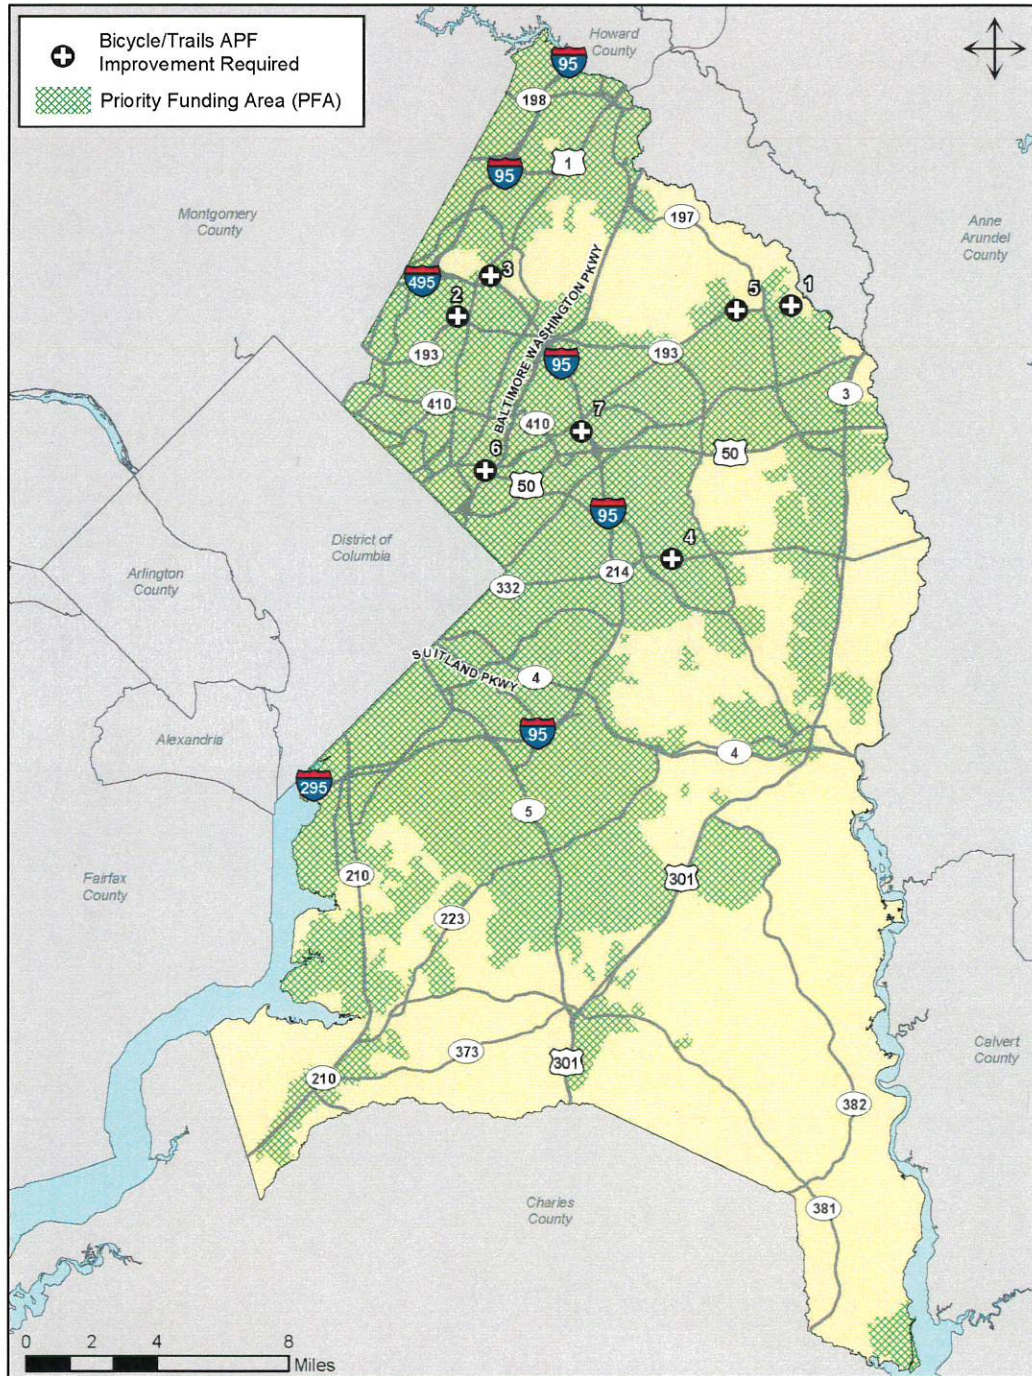 Bicycle/Trails APF
Improvement Required
Priority Funding Area (PFA)
Howard
County
95
198
1
95
Montgomery
County
197
Anne
Arundel
County
495
3
2
5
1
193
BALTIMORE WASHINGTON PKWY
95
193
3
410
410
7
6
50
50
95
District of
Columbia
4
214
332
Arlington
County
SUITLAND PKWY
4
Alexandria
95
4
295
5
Fairfax
County
210
301
223
373
301
Calvert
County
210
382
Charles
County
381
0 2 4 8
Miles